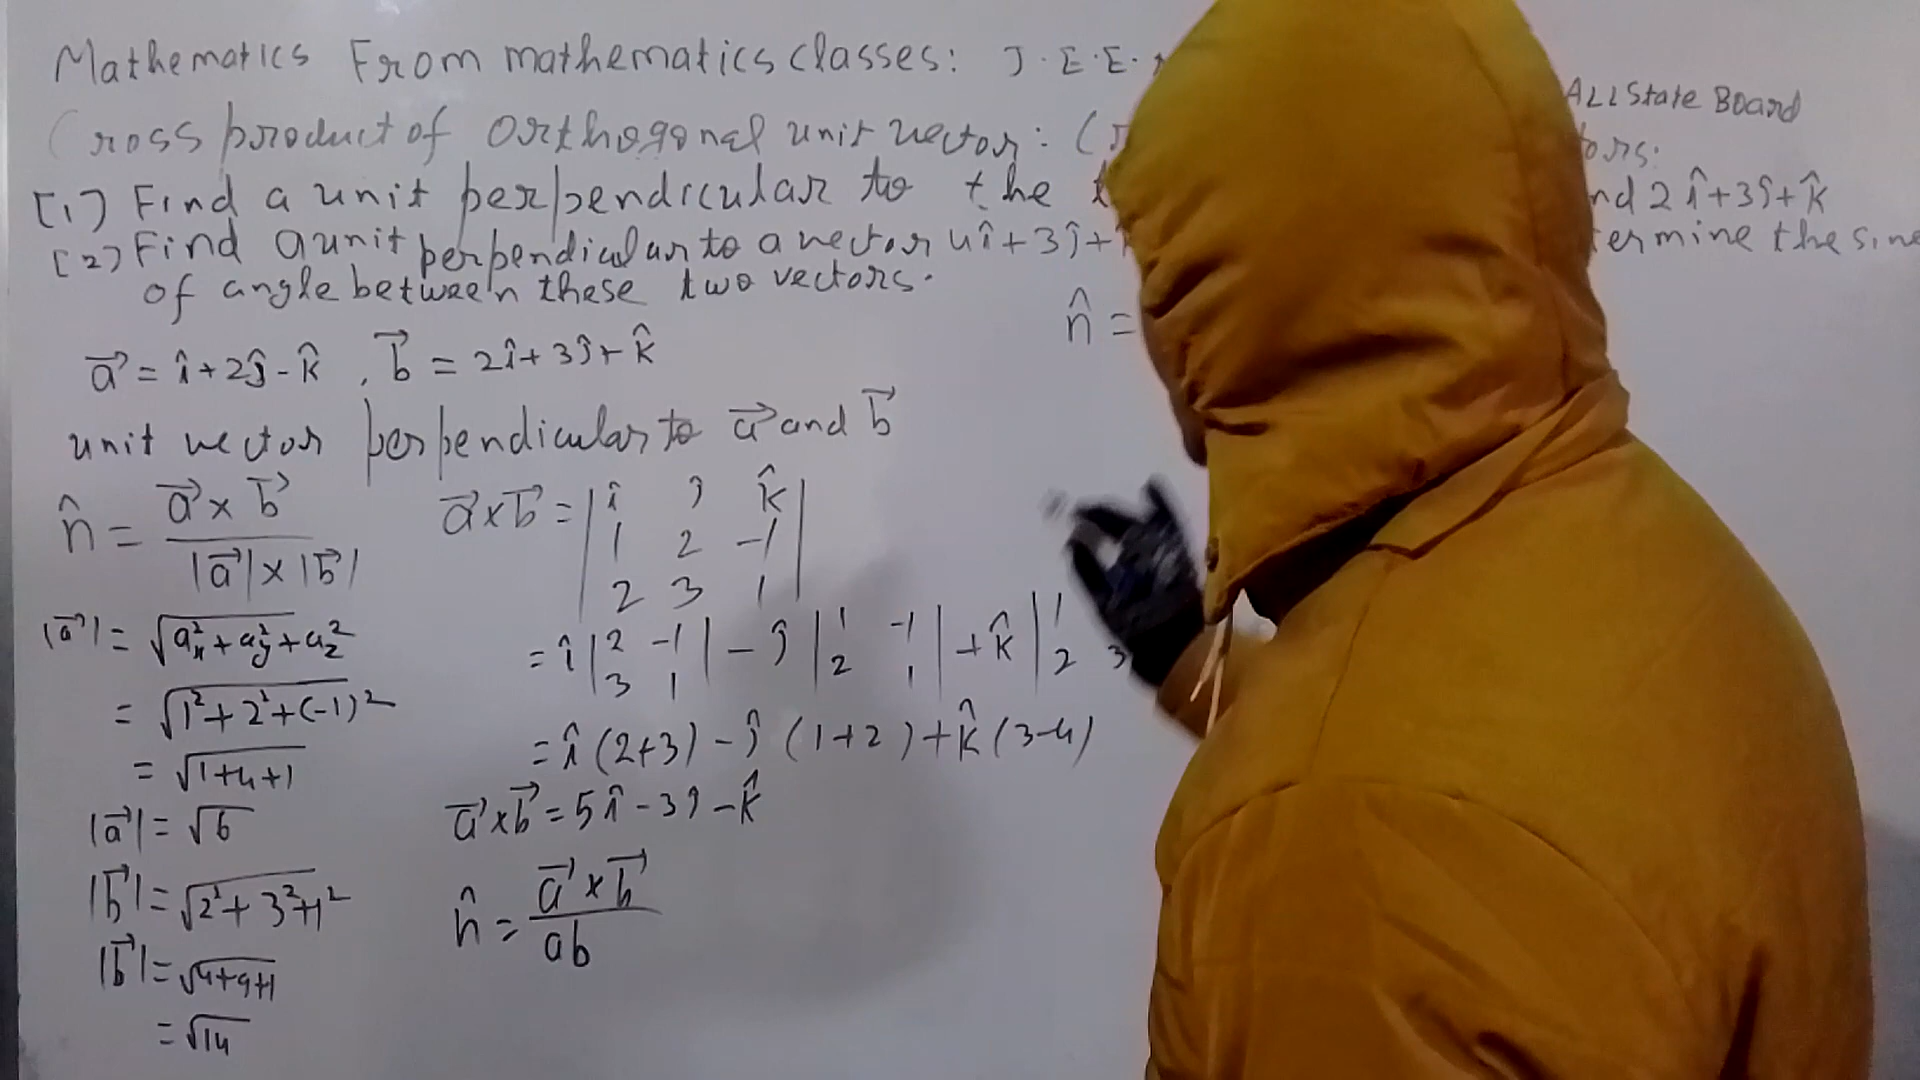 Mathematics From mathematics classes: J.E.E.
ALL State Board
Cross product of orthogonal unit vector: (
tors:
[1] Find a unit perpendicular to the nd 2î+3ĵ+k̂
[2] Find a unit perpendicular to a vector 4î+3ĵ+ ermine the sine
of angle between these two vectors.
n̂ =
a⃗ = î+2ĵ-k̂, b⃗ = 2î+3ĵ+k̂
unit vector perpendicular to a⃗ and b⃗
n̂ = a⃗ × b⃗ / |a⃗| × |b⃗|
a⃗×b⃗ = | î ĵ k̂ |
| 1 2 -1 |
| 2 3 1 |
|a⃗| = √ax²+ay²+az²
= î |2 -1| - ĵ |1 -1| + k̂ |1
3 1 2 1 2 3
= √1²+2²+(-1)²
= î (2+3) - ĵ (1+2) + k̂ (3-4)
= √1+4+1
a⃗×b⃗ = 5î-3ĵ-k̂
|a⃗| = √6
|b⃗| = √2²+3²+1²
n̂ = a⃗×b⃗ / ab
|b⃗| = √4+9+1
= √14